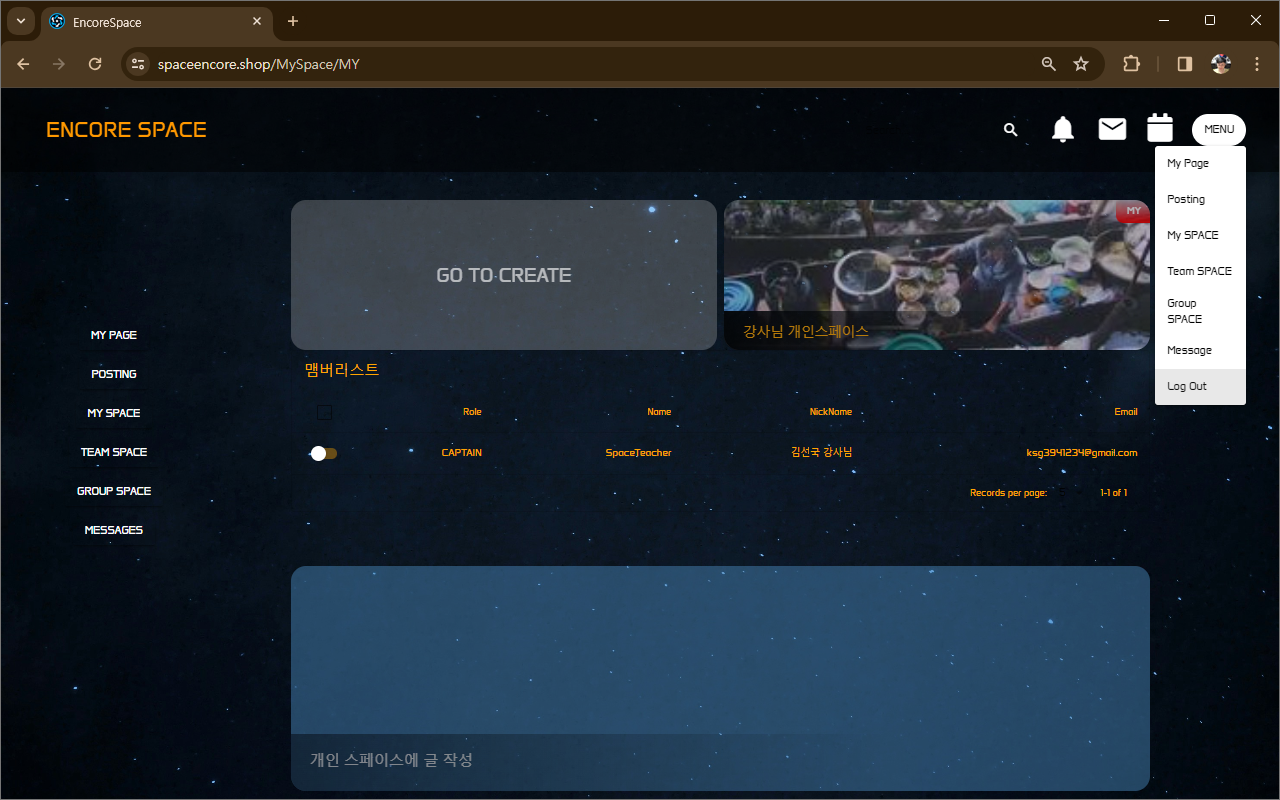 EncoreSpace
spaceencore.shop/MySpace/MY
ENCORE SPACE
MENU
My Page
Posting
My SPACE
Team SPACE
Group
SPACE
Message
Log Out
GO TO CREATE
MY
강사님 개인스페이스
MY PAGE
POSTING
MY SPACE
TEAM SPACE
GROUP SPACE
MESSAGES
맴버리스트
Role Name NickName Email
CAPTAIN SpaceTeacher 김선국 강사님 ksg3941234@gmail.com
Records per page: 1-1 of 1
개인 스페이스에 글 작성